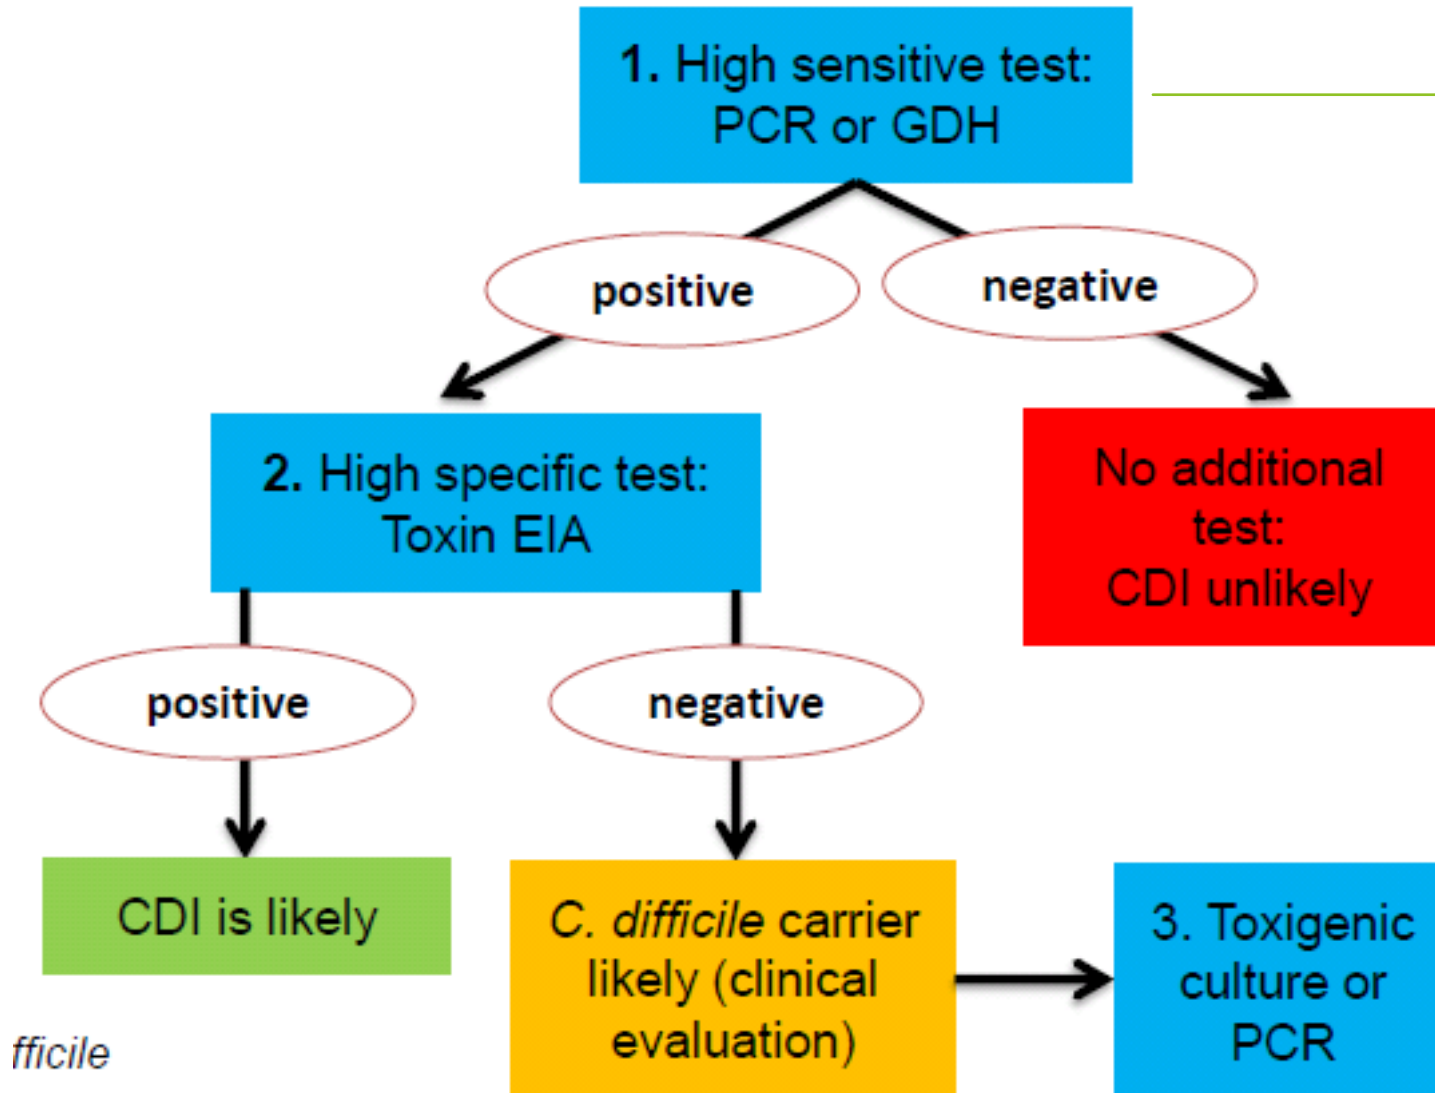 1. High sensitive test:
PCR or GDH
positive
negative
2. High specific test:
Toxin EIA
No additional
test:
CDI unlikely
positive
negative
CDI is likely
C. difficile carrier
likely (clinical
evaluation)
3. Toxigenic
culture or
PCR
fficile